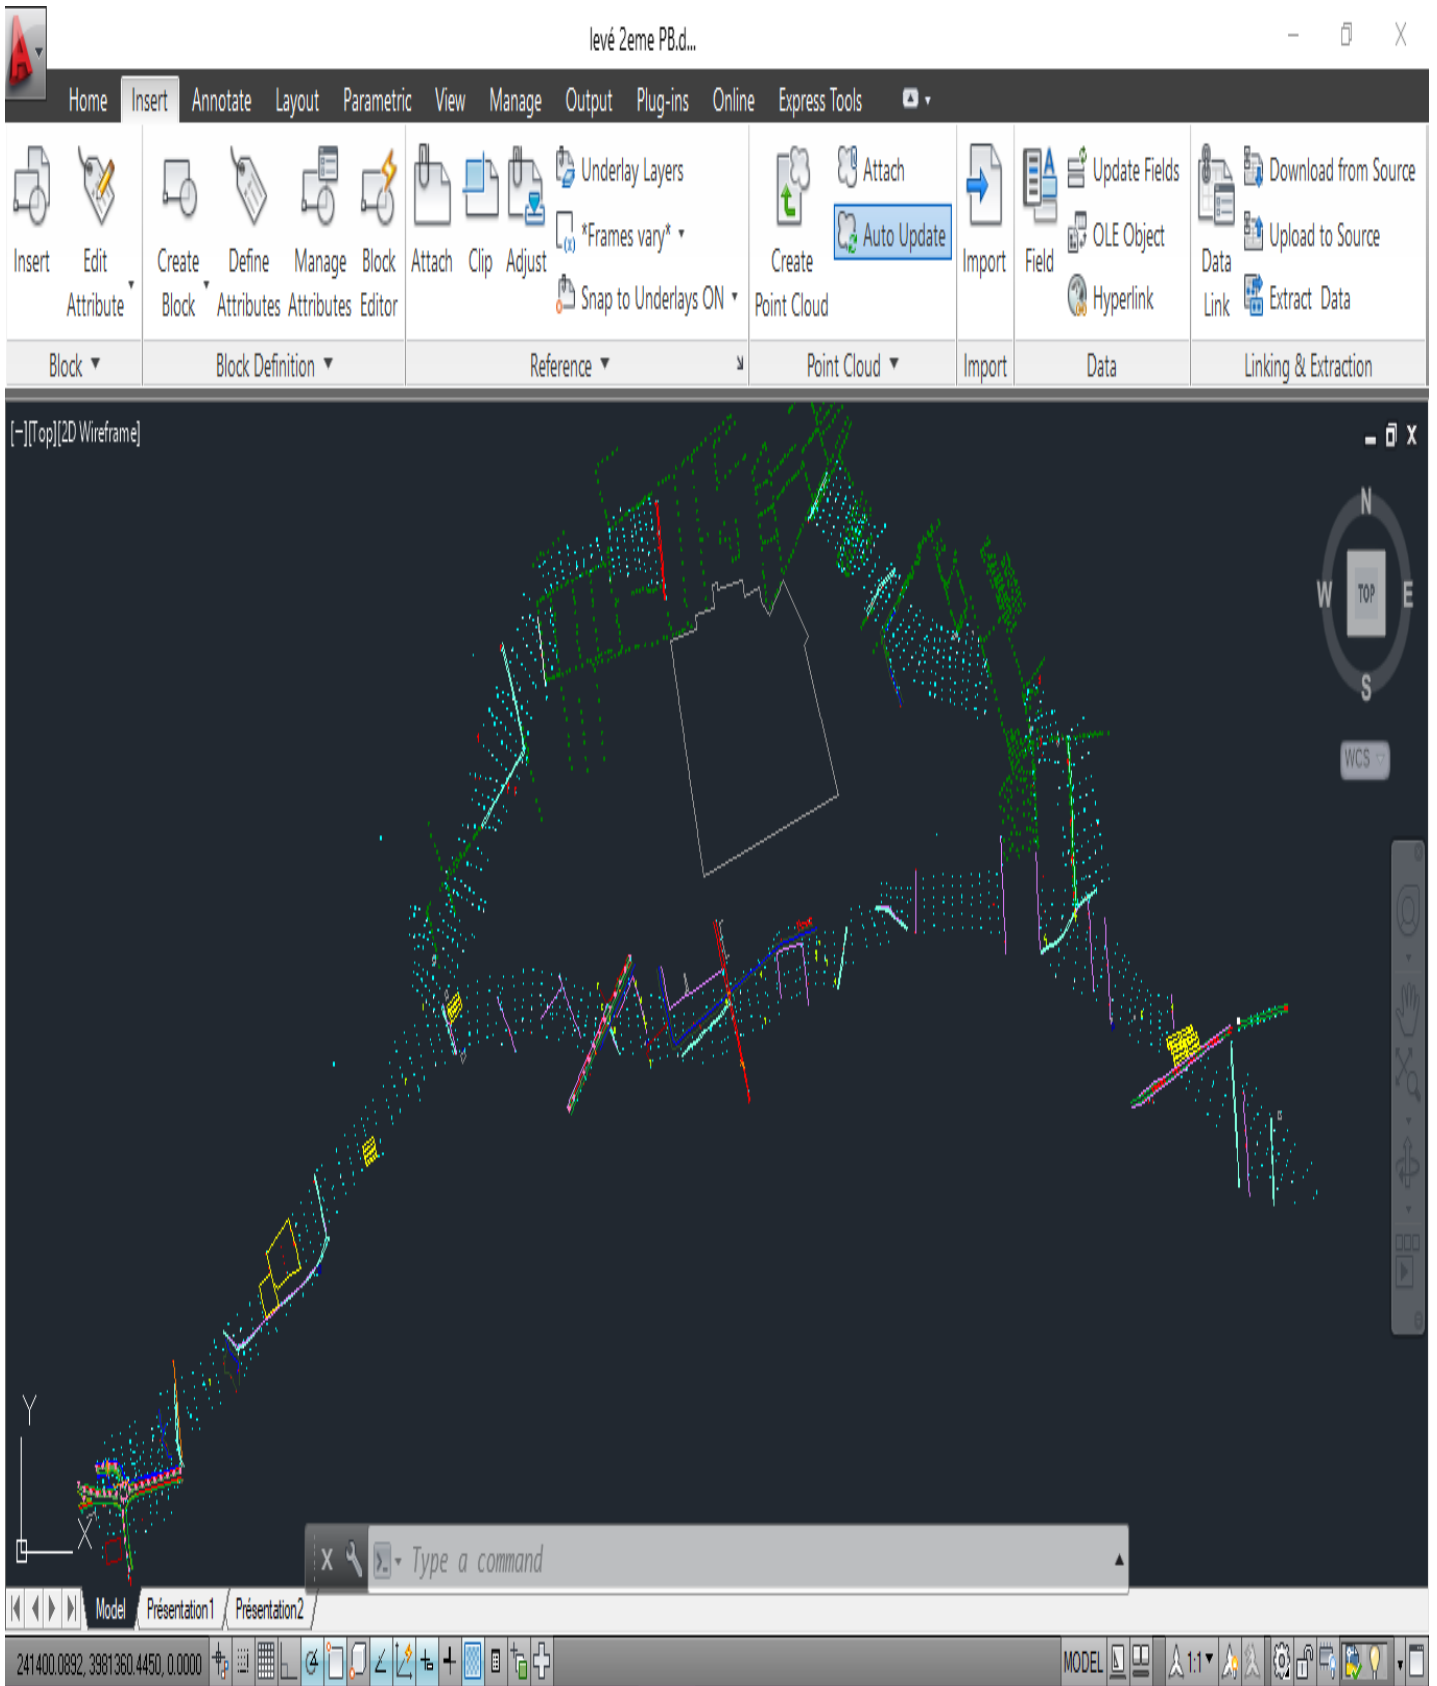 levé 2eme PB.d...
Home Insert Annotate Layout Parametric View Manage Output Plug-ins Online Express Tools
Insert
Edit Attribute
Create Block
Define Attributes
Manage Attributes
Block Editor
Attach
Clip
Adjust
Underlay Layers
*Frames vary*
Snap to Underlays ON
Create Point Cloud
Attach
Auto Update
Import
Field
Update Fields
OLE Object
Hyperlink
Data Link
Download from Source
Upload to Source
Extract Data
Block
Block Definition
Reference
Point Cloud
Import
Data
Linking & Extraction
[−][Top][2D Wireframe]
N
W TOP E
S
WCS
Y
X
Type a command
Model Présentation1 Présentation2
241400.0892, 3981360.4450, 0.0000
MODEL
1:1